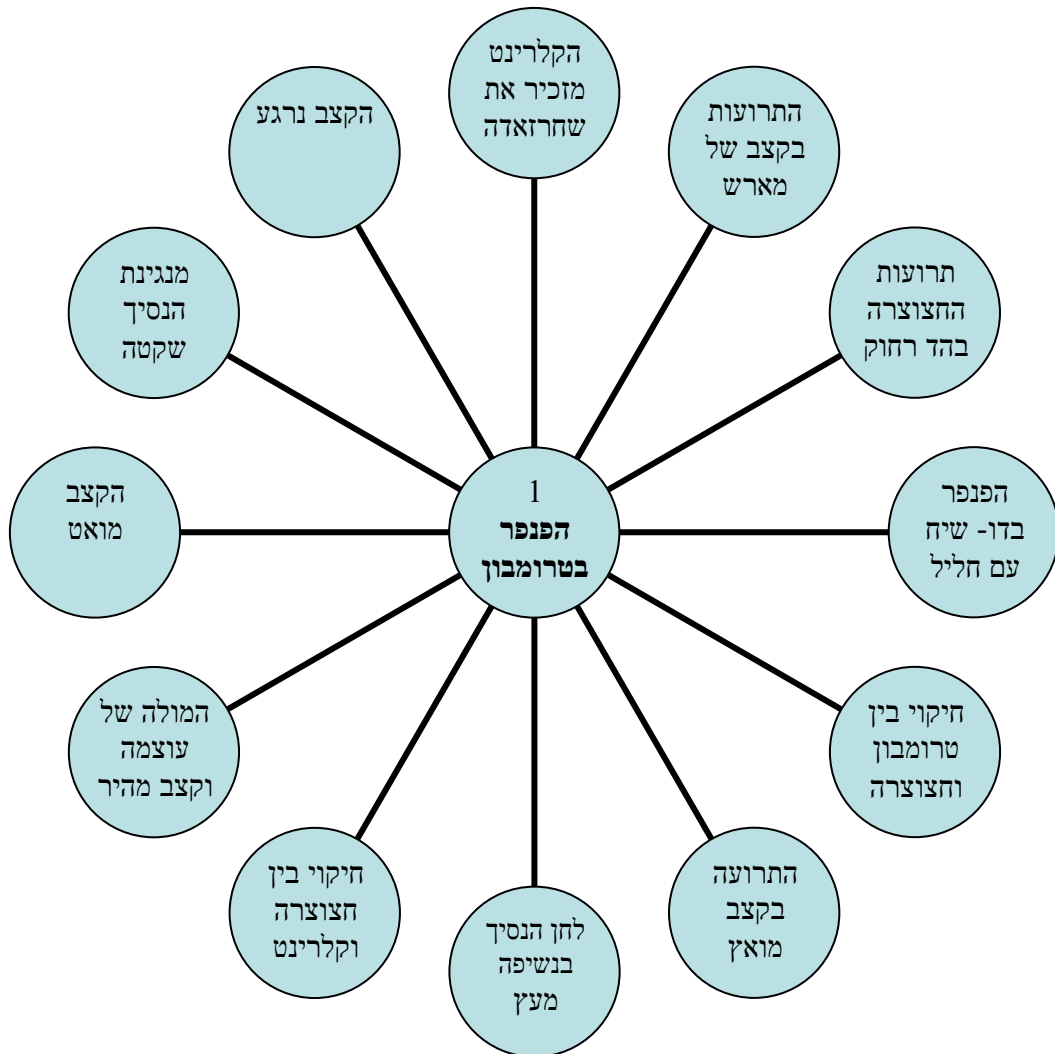 הקלרינט
מזכיר את
שחרזאדה
התרועות
בקצב של
מארש
תרועות
החצוצרה
בהד רחוק
הפנפר
בדו- שיח
עם חליל
חיקוי בין
טרומבון
וחצוצרה
התרועה
בקצב
מואץ
לחן הנסיך
בנשיפה
מעץ
חיקוי בין
חצוצרה
וקלרינט
המולה של
עוצמה
וקצב מהיר
הקצב
מואט
מנגינת
הנסיך
שקטה
הקצב נרגע
1
הפנפר
בטרומבון